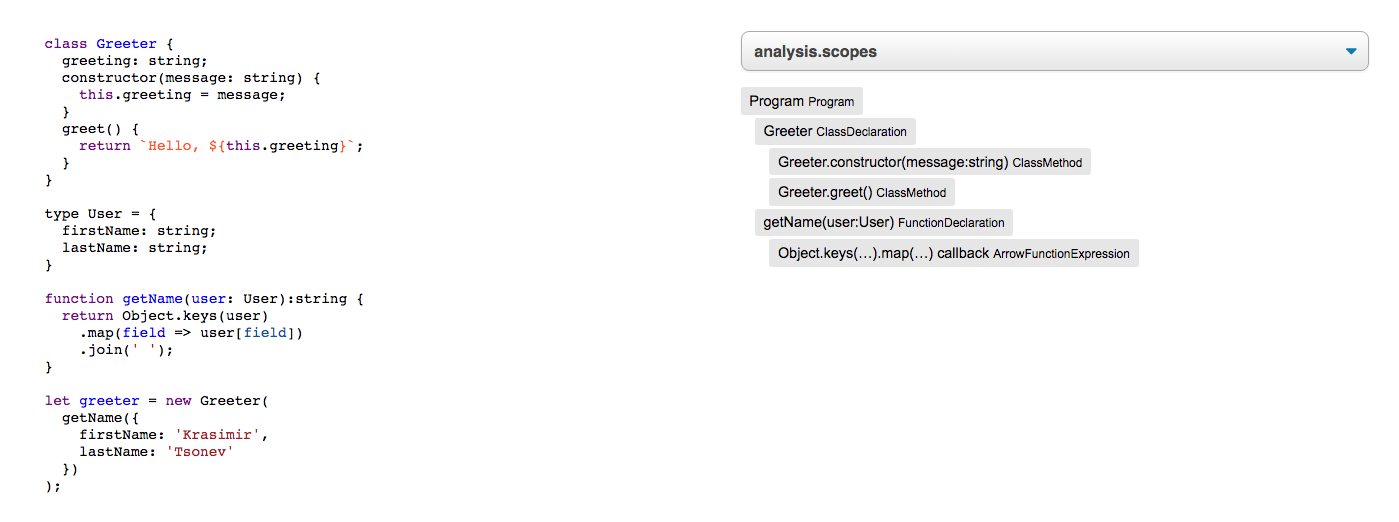 class Greeter {
  greeting: string;
  constructor(message: string) {
    this.greeting = message;
  }
  greet() {
    return `Hello, ${this.greeting}`;
  }
}

type User = {
  firstName: string;
  lastName: string;
}

function getName(user: User):string {
  return Object.keys(user)
    .map(field => user[field])
    .join(' ');
}

let greeter = new Greeter(
  getName({
    firstName: 'Krasimir',
    lastName: 'Tsonev'
  })
);
analysis.scopes
Program Program
Greeter ClassDeclaration
Greeter.constructor(message:string) ClassMethod
Greeter.greet() ClassMethod
getName(user:User) FunctionDeclaration
Object.keys(...).map(...) callback ArrowFunctionExpression